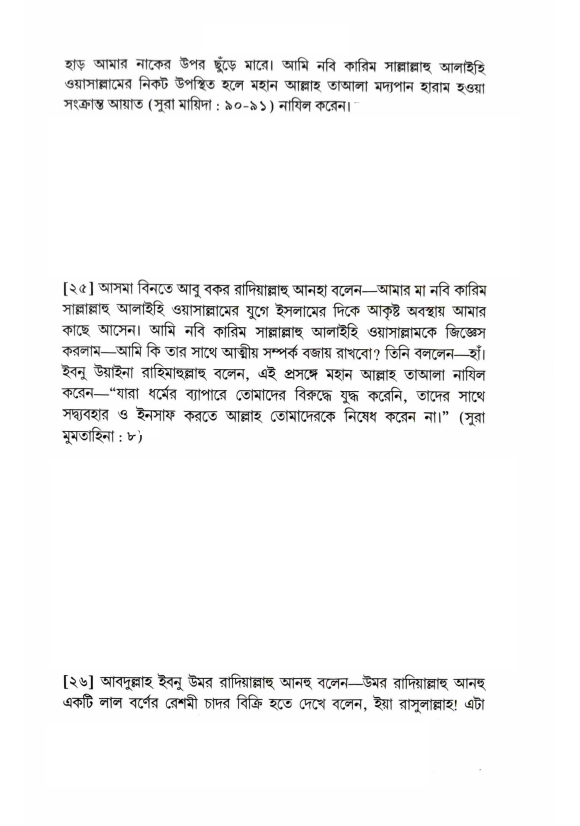 হাড় আমার নাকের উপর ছুঁড়ে মারে। আমি নবি কারিম সাল্লাল্লাহু আলাইহি
ওয়াসাল্লামের নিকট উপস্থিত হলে মহান আল্লাহ তাআলা মদ্যপান হারাম হওয়া
সংক্রান্ত আয়াত (সুরা মায়িদা : ৯০-৯১) নাযিল করেন।
[২৫] আসমা বিনতে আবু বকর রাদিয়াল্লাহু আনহা বলেন—আমার মা নবি কারিম
সাল্লাল্লাহু আলাইহি ওয়াসাল্লামের যুগে ইসলামের দিকে আকৃষ্ট অবস্থায় আমার
কাছে আসেন। আমি নবি কারিম সাল্লাল্লাহু আলাইহি ওয়াসাল্লামকে জিজ্ঞেস
করলাম—আমি কি তার সাথে আত্মীয় সম্পর্ক বজায় রাখবো? তিনি বললেন—হাঁ।
ইবনু উয়াইনা রাহিমাহুল্লাহু বলেন, এই প্রসঙ্গে মহান আল্লাহ তাআলা নাযিল
করেন—“যারা ধর্মের ব্যাপারে তোমাদের বিরুদ্ধে যুদ্ধ করেনি, তাদের সাথে
সদ্ব্যবহার ও ইনসাফ করতে আল্লাহ তোমাদেরকে নিষেধ করেন না।” (সুরা
মুমতাহিনা : ৮)
[২৬] আবদুল্লাহ ইবনু উমর রাদিয়াল্লাহু আনহু বলেন—উমর রাদিয়াল্লাহু আনহু
একটি লাল বর্ণের রেশমী চাদর বিক্রি হতে দেখে বলেন, ইয়া রাসুলাল্লাহ! এটা